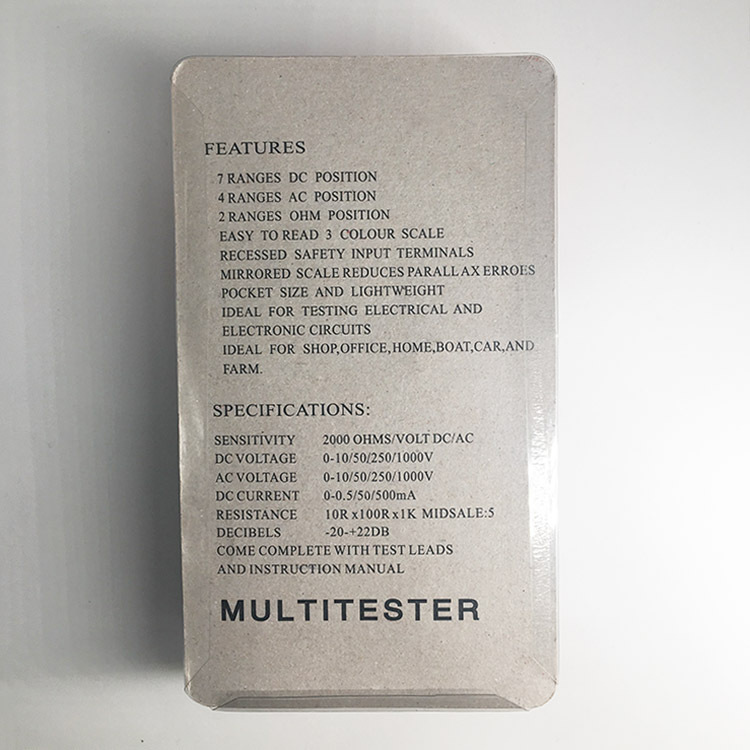 FEATURES
7 RANGES DC POSITION
4 RANGES AC POSITION
2 RANGES OHM POSITION
EASY TO READ 3 COLOUR SCALE
RECESSED SAFETY INPUT TERMINALS
MIRRORED SCALE REDUCES PARALLAX ERROES
POCKET SIZE AND LIGHTWEIGHT
IDEAL FOR TESTING ELECTRICAL AND
ELECTRONIC CIRCUITS
IDEAL FOR SHOP,OFFICE,HOME,BOAT,CAR,AND
FARM.
SPECIFICATIONS:
SENSITIVITY 2000 OHMS/VOLT DC/AC
DC VOLTAGE 0-10/50/250/1000V
AC VOLTAGE 0-10/50/250/1000V
DC CURRENT 0-0.5/50/500mA
RESISTANCE 10R x100R x1K MIDSALE:5
DECIBELS -20-+22DB
COME COMPLETE WITH TEST LEADS
AND INSTRUCTION MANUAL
MULTITESTER